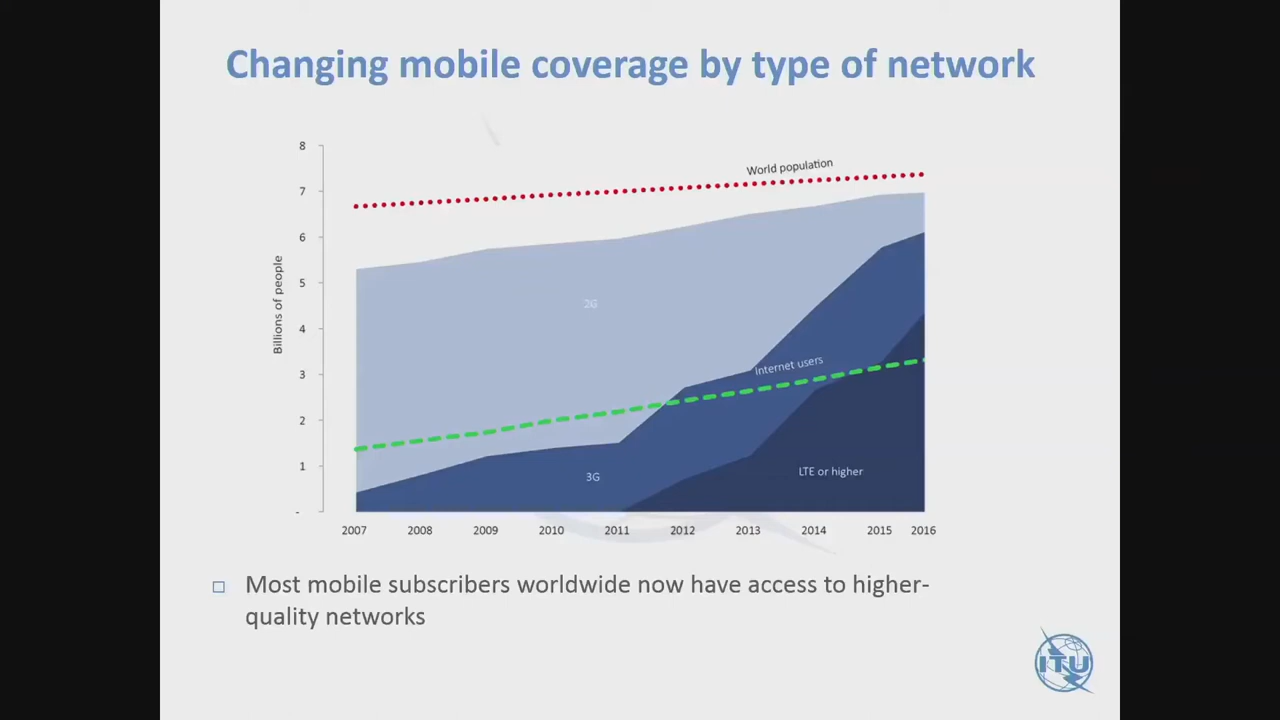 Changing mobile coverage by type of network
8
World population
7
6
5
Billions of people
2G
4
Internet users
3
2
1
3G
LTE or higher
-
2007 2008 2009 2010 2011 2012 2013 2014 2015 2016
Most mobile subscribers worldwide now have access to higher-
quality networks
ITU